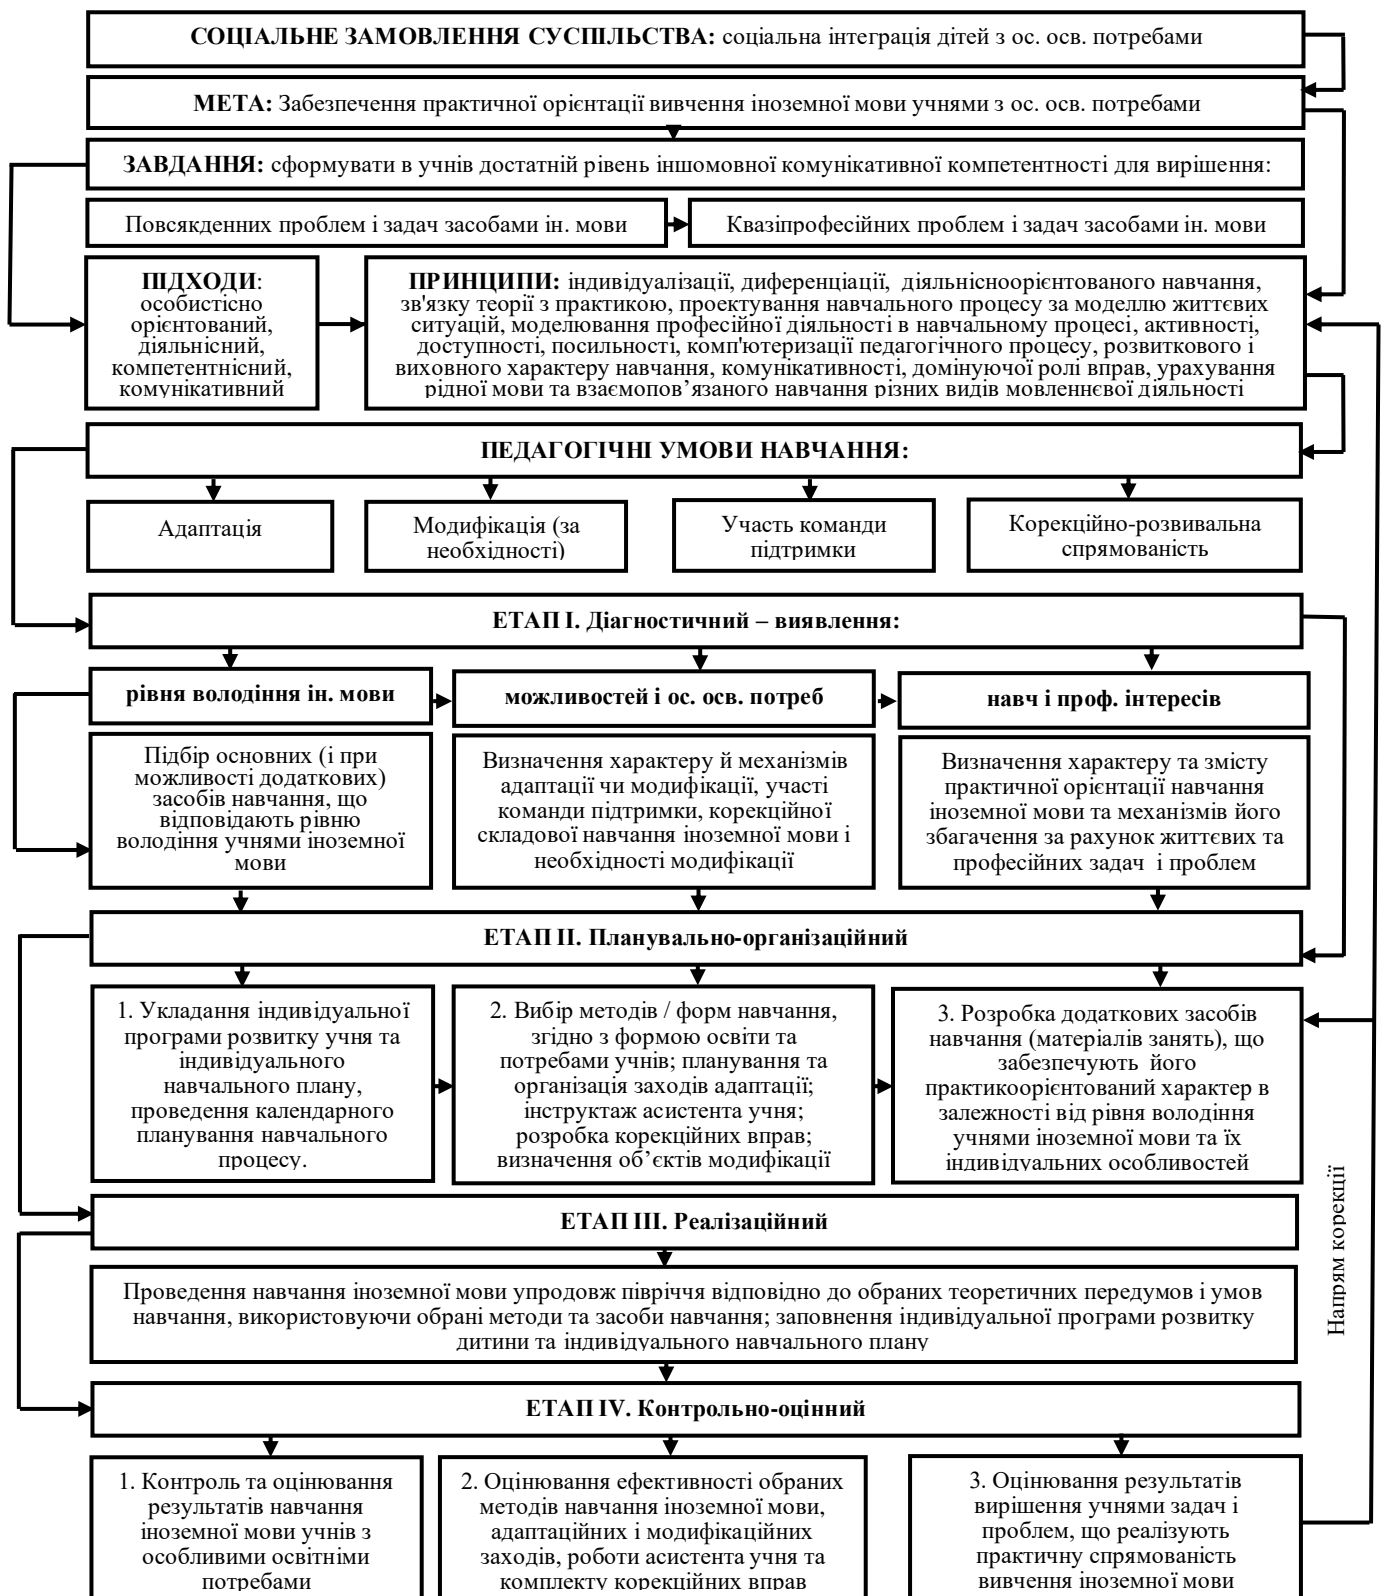 СОЦІАЛЬНЕ ЗАМОВЛЕННЯ СУСПІЛЬСТВА: соціальна інтеграція дітей з ос. осв. потребами
МЕТА: Забезпечення практичної орієнтації вивчення іноземної мови учнями з ос. осв. потребами
ЗАВДАННЯ: сформувати в учнів достатній рівень іншомовної комунікативної компетентності для вирішення:
Повсякденних проблем і задач засобами ін. мови
Квазіпрофесійних проблем і задач засобами ін. мови
ПІДХОДИ:
особистісно
орієнтований,
діяльнісний,
компетентнісний,
комунікативний
ПРИНЦИПИ: індивідуалізації, диференціації, діяльнісноорієнтованого навчання,
зв'язку теорії з практикою, проектування навчального процесу за моделлю життєвих
ситуацій, моделювання професійної діяльності в навчальному процесі, активності,
доступності, посильності, комп'ютеризації педагогічного процесу, розвиткового і
виховного характеру навчання, комунікативності, домінуючої ролі вправ, урахування
рідної мови та взаємопов’язаного навчання різних видів мовленнєвої діяльності
ПЕДАГОГІЧНІ УМОВИ НАВЧАННЯ:
Адаптація
Модифікація (за
необхідності)
Участь команди
підтримки
Корекційно-розвивальна
спрямованість
ЕТАП І. Діагностичний – виявлення:
рівня володіння ін. мови
можливостей і ос. осв. потреб
навч і проф. інтересів
Підбір основних (і при
можливості додаткових)
засобів навчання, що
відповідають рівню
володіння учнями іноземної
мови
Визначення характеру й механізмів
адаптації чи модифікації, участі
команди підтримки, корекційної
складової навчання іноземної мови і
необхідності модифікації
Визначення характеру та змісту
практичної орієнтації навчання
іноземної мови та механізмів його
збагачення за рахунок життєвих та
професійних задач і проблем
ЕТАП ІІ. Планувально-організаційний
1. Укладання індивідуальної
програми розвитку учня та
індивідуального
навчального плану,
проведення календарного
планування навчального
процесу.
2. Вибір методів / форм навчання,
згідно з формою освіти та
потребами учнів; планування та
організація заходів адаптації;
інструктаж асистента учня;
розробка корекційних вправ;
визначення об’єктів модифікації
3. Розробка додаткових засобів
навчання (матеріалів занять), що
забезпечують його
практикоорієнтований характер в
залежності від рівня володіння
учнями іноземної мови та їх
індивідуальних особливостей
Напрям корекції
ЕТАП ІІІ. Реалізаційний
Проведення навчання іноземної мови упродовж півріччя відповідно до обраних теоретичних передумов і умов
навчання, використовуючи обрані методи та засоби навчання; заповнення індивідуальної програми розвитку
дитини та індивідуального навчального плану
ЕТАП IV. Контрольно-оцінний
1. Контроль та оцінювання
результатів навчання
іноземної мови учнів з
особливими освітніми
потребами
2. Оцінювання ефективності обраних
методів навчання іноземної мови,
адаптаційних і модифікаційних
заходів, роботи асистента учня та
комплекту корекційних вправ
3. Оцінювання результатів
вирішення учнями задач і
проблем, що реалізують
практичну спрямованість
вивчення іноземної мови